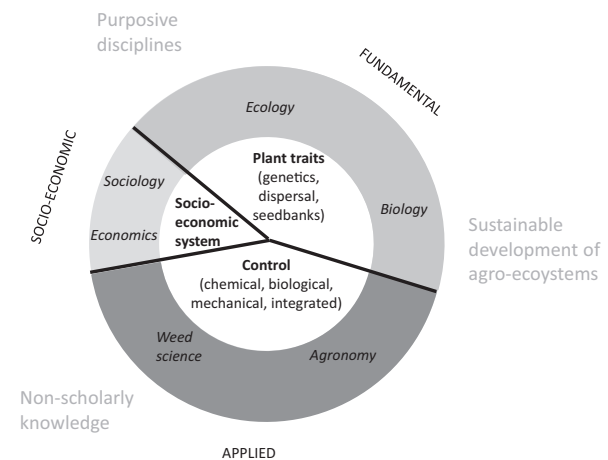 Purposive
disciplines
FUNDAMENTAL
Ecology
SOCIO-ECONOMIC
Plant traits
(genetics,
dispersal,
seedbanks)
Sociology
Socio-
economic
system
Biology
Economics
Sustainable
development of
agro-ecoystems
Control
(chemical, biological,
mechanical, integrated)
Weed
science
Agronomy
Non-scholarly
knowledge
APPLIED